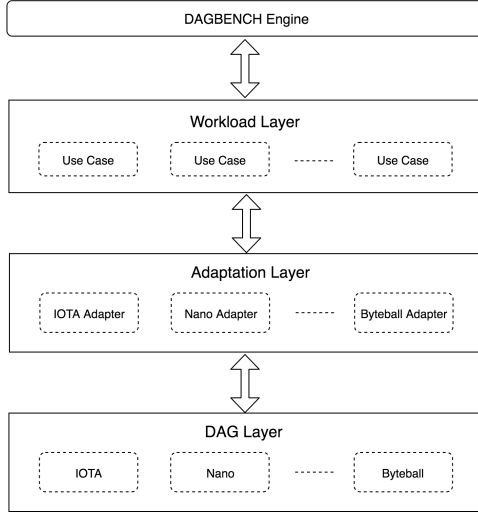 DAGBENCH Engine
Workload Layer
Use Case Use Case Use Case
Adaptation Layer
IOTA Adapter Nano Adapter Byteball Adapter
DAG Layer
IOTA Nano Byteball